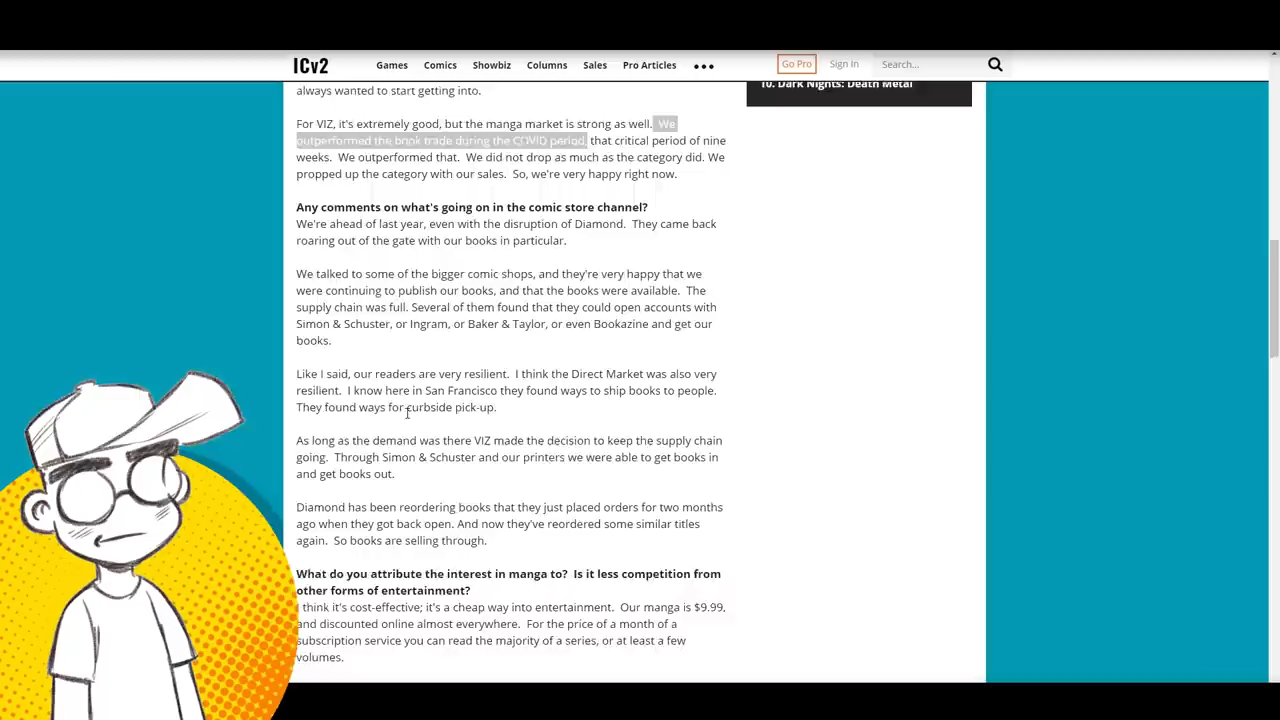 ICv2
Games
Comics
Showbiz
Columns
Sales
Pro Articles
Go Pro
Sign in
Search...
10. Dark Nights: Death Metal
always wanted to start getting into.
For VIZ, it's extremely good, but the manga market is strong as well.  We
outperformed the book trade during the COVID period, that critical period of nine
weeks.  We outperformed that.  We did not drop as much as the category did. We
propped up the category with our sales.  So, we're very happy right now.
Any comments on what's going on in the comic store channel?
We're ahead of last year, even with the disruption of Diamond.  They came back
roaring out of the gate with our books in particular.
We talked to some of the bigger comic shops, and they're very happy that we
were continuing to publish our books, and that the books were available.  The
supply chain was full. Several of them found that they could open accounts with
Simon & Schuster, or Ingram, or Baker & Taylor, or even Bookazine and get our
books.
Like I said, our readers are very resilient.  I think the Direct Market was also very
resilient.  I know here in San Francisco they found ways to ship books to people.
They found ways for curbside pick-up.
As long as the demand was there VIZ made the decision to keep the supply chain
going.  Through Simon & Schuster and our printers we were able to get books in
and get books out.
Diamond has been reordering books that they just placed orders for two months
ago when they got back open. And now they've reordered some similar titles
again.  So books are selling through.
What do you attribute the interest in manga to?  Is it less competition from
other forms of entertainment?
I think it's cost-effective; it's a cheap way into entertainment.  Our manga is $9.99,
and discounted online almost everywhere.  For the price of a month of a
subscription service you can read the majority of a series, or at least a few
volumes.